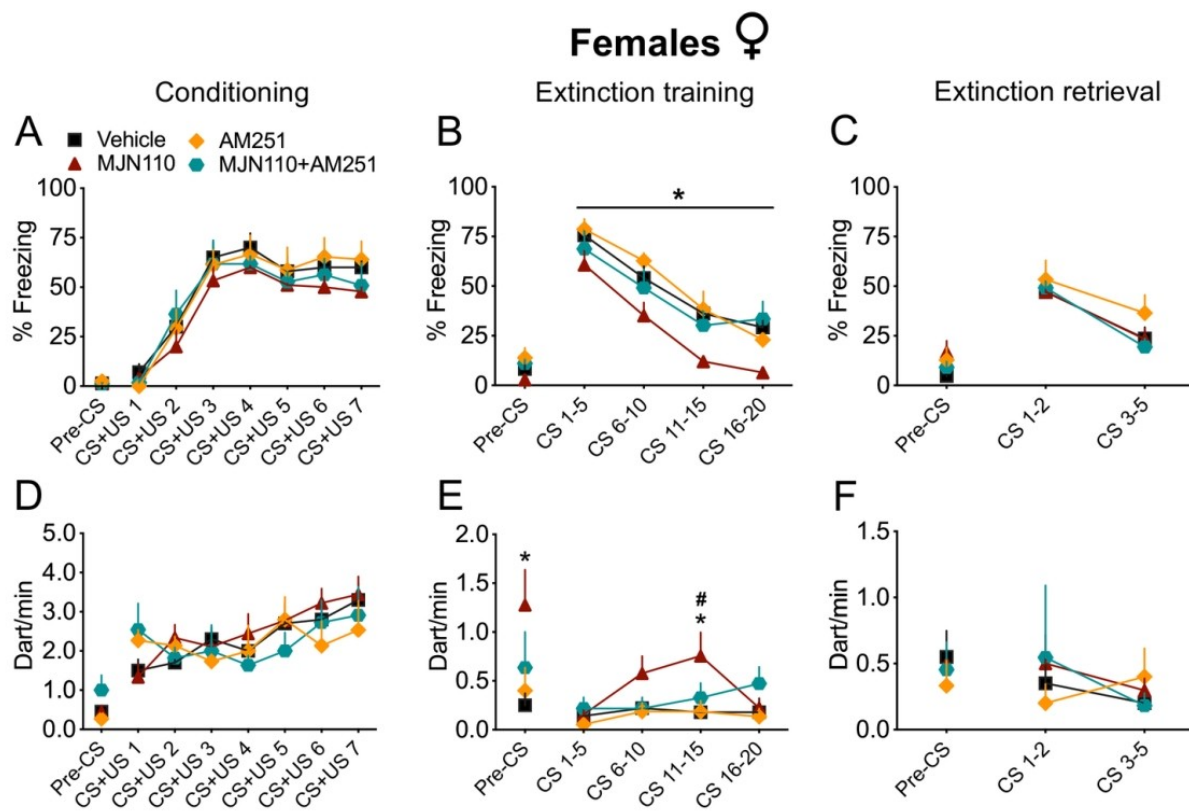 Females ♀
Conditioning
Extinction training
Extinction retrieval
A
Vehicle
AM251
MJN110
MJN110+AM251
100
75
50
25
0
% Freezing
Pre-CS
CS+US 1
CS+US 2
CS+US 3
CS+US 4
CS+US 5
CS+US 6
CS+US 7
B
100
75
50
25
0
% Freezing
*
Pre-CS
CS 1-5
CS 6-10
CS 11-15
CS 16-20
C
100
75
50
25
0
% Freezing
Pre-CS
CS 1-2
CS 3-5
D
5.0
4.0
3.0
2.0
1.0
0.0
Dart/min
Pre-CS
CS+US 1
CS+US 2
CS+US 3
CS+US 4
CS+US 5
CS+US 6
CS+US 7
E
2.0
1.5
1.0
0.5
0.0
Dart/min
*
#
*
Pre-CS
CS 1-5
CS 6-10
CS 11-15
CS 16-20
F
1.5
1.0
0.5
0.0
Dart/min
Pre-CS
CS 1-2
CS 3-5